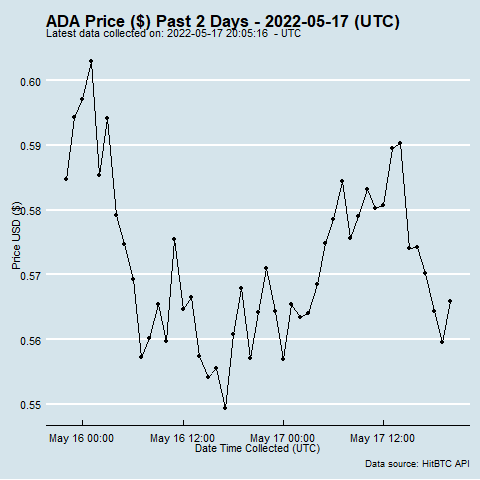 ADA Price ($) Past 2 Days - 2022-05-17 (UTC)
Latest data collected on: 2022-05-17 20:05:16  - UTC
Price USD ($)
0.60
0.59
0.58
0.57
0.56
0.55
May 16 00:00
May 16 12:00
May 17 00:00
May 17 12:00
Date Time Collected (UTC)
Data source: HitBTC API